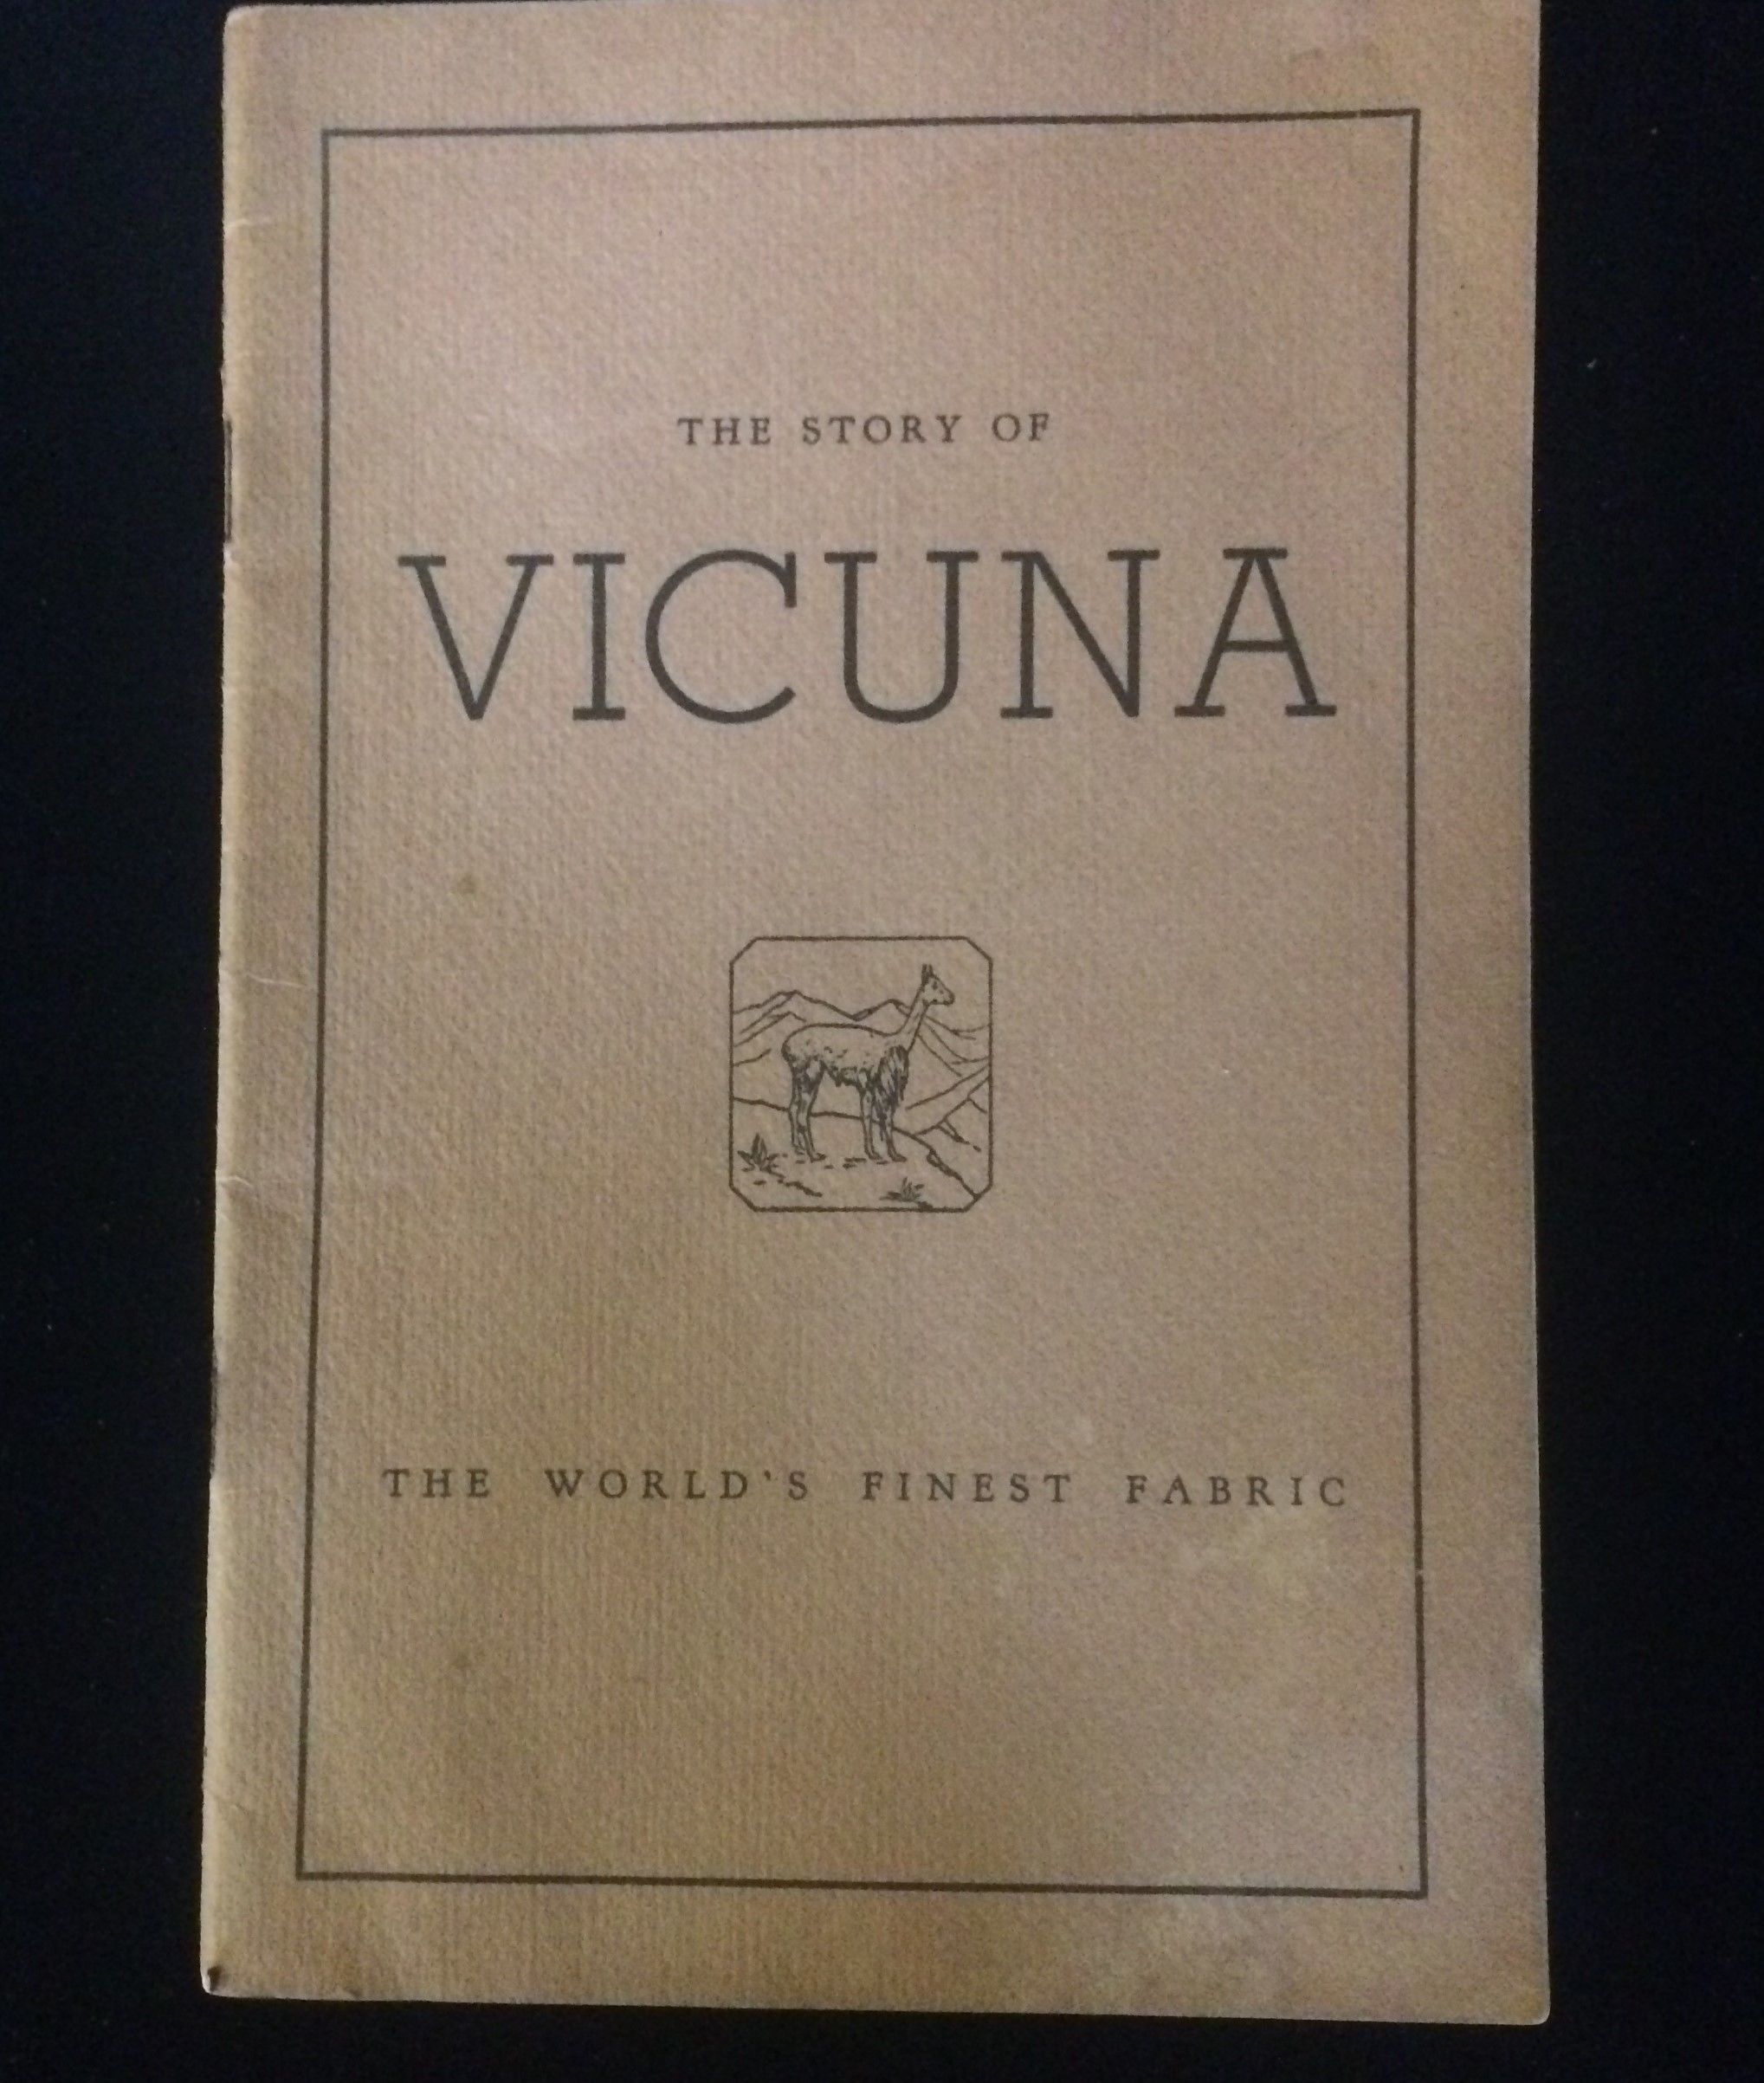 THE STORY OF
VICUNA
THE WORLD'S FINEST FABRIC